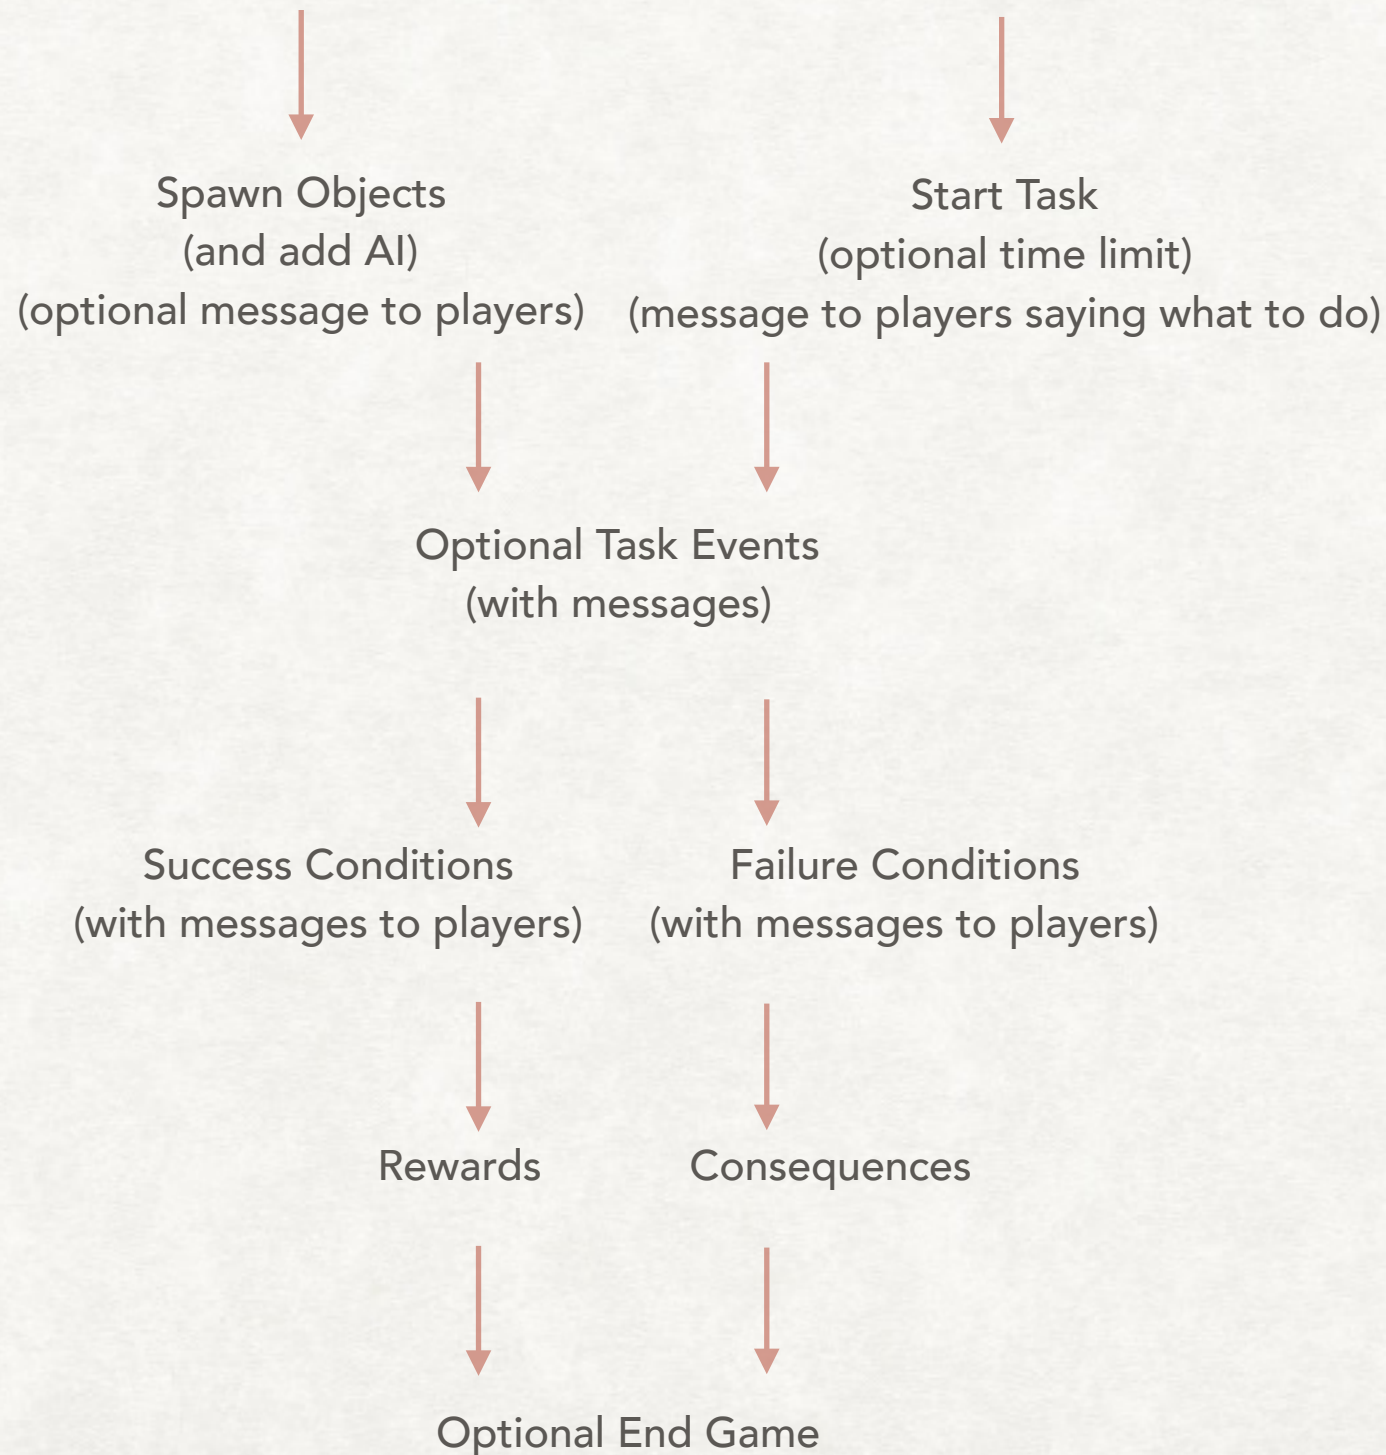 Spawn Objects
(and add AI)
(optional message to players)
Start Task
(optional time limit)
(message to players saying what to do)
Optional Task Events
(with messages)
Success Conditions
(with messages to players)
Failure Conditions
(with messages to players)
Rewards
Consequences
Optional End Game